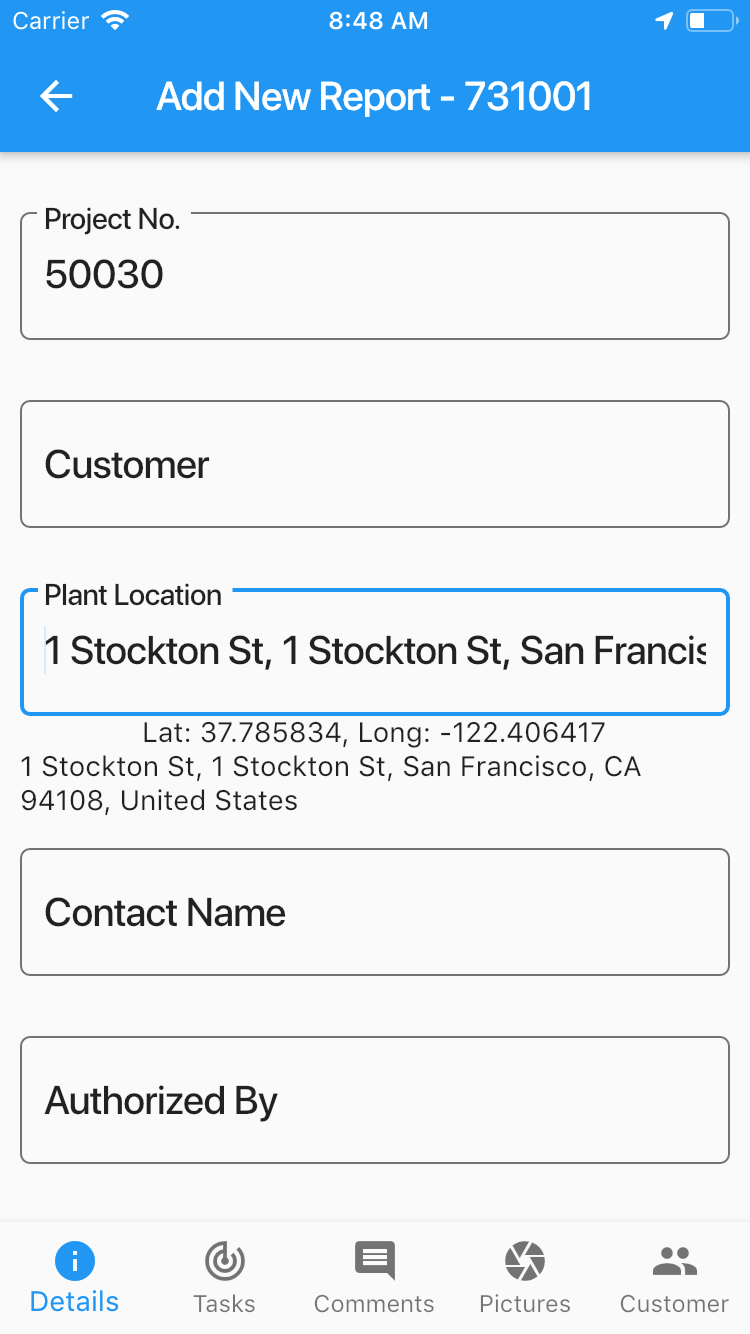 Carrier 8:48 AM
Add New Report - 731001
Project No.
50030
Customer
Plant Location
1 Stockton St, 1 Stockton St, San Francis
Lat: 37.785834, Long: -122.406417
1 Stockton St, 1 Stockton St, San Francisco, CA
94108, United States
Contact Name
Authorized By
Details Tasks Comments Pictures Customer